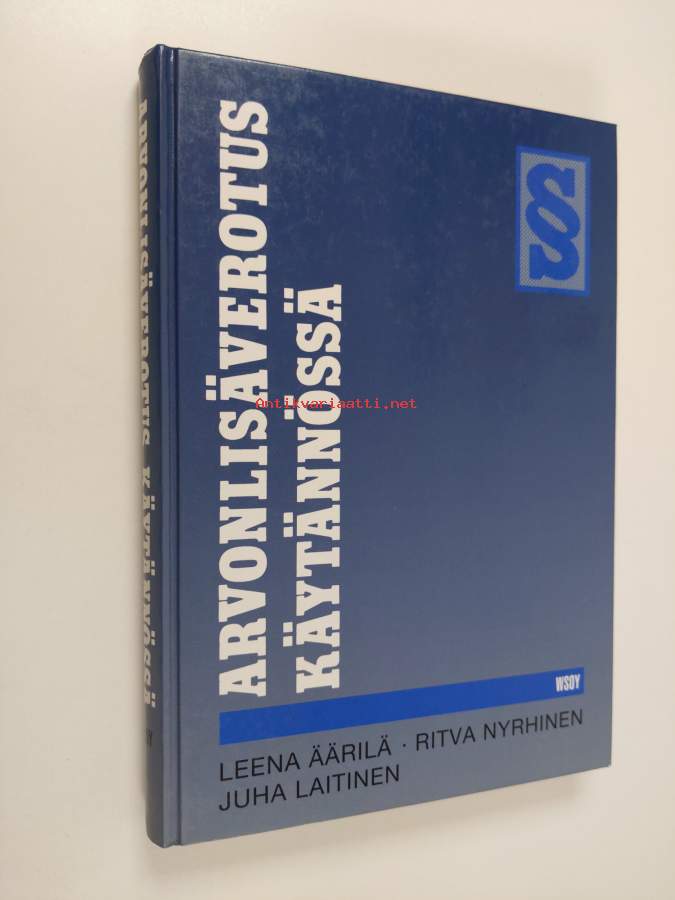 ARVONLISÄVEROTUS KÄYTÄNNÖSSÄ
ARVONLISÄVEROTUS
KÄYTÄNNÖSSÄ
§
Antikvariaatti.net
WSOY
LEENA ÄÄRILÄ · RITVA NYRHINEN
JUHA LAITINEN